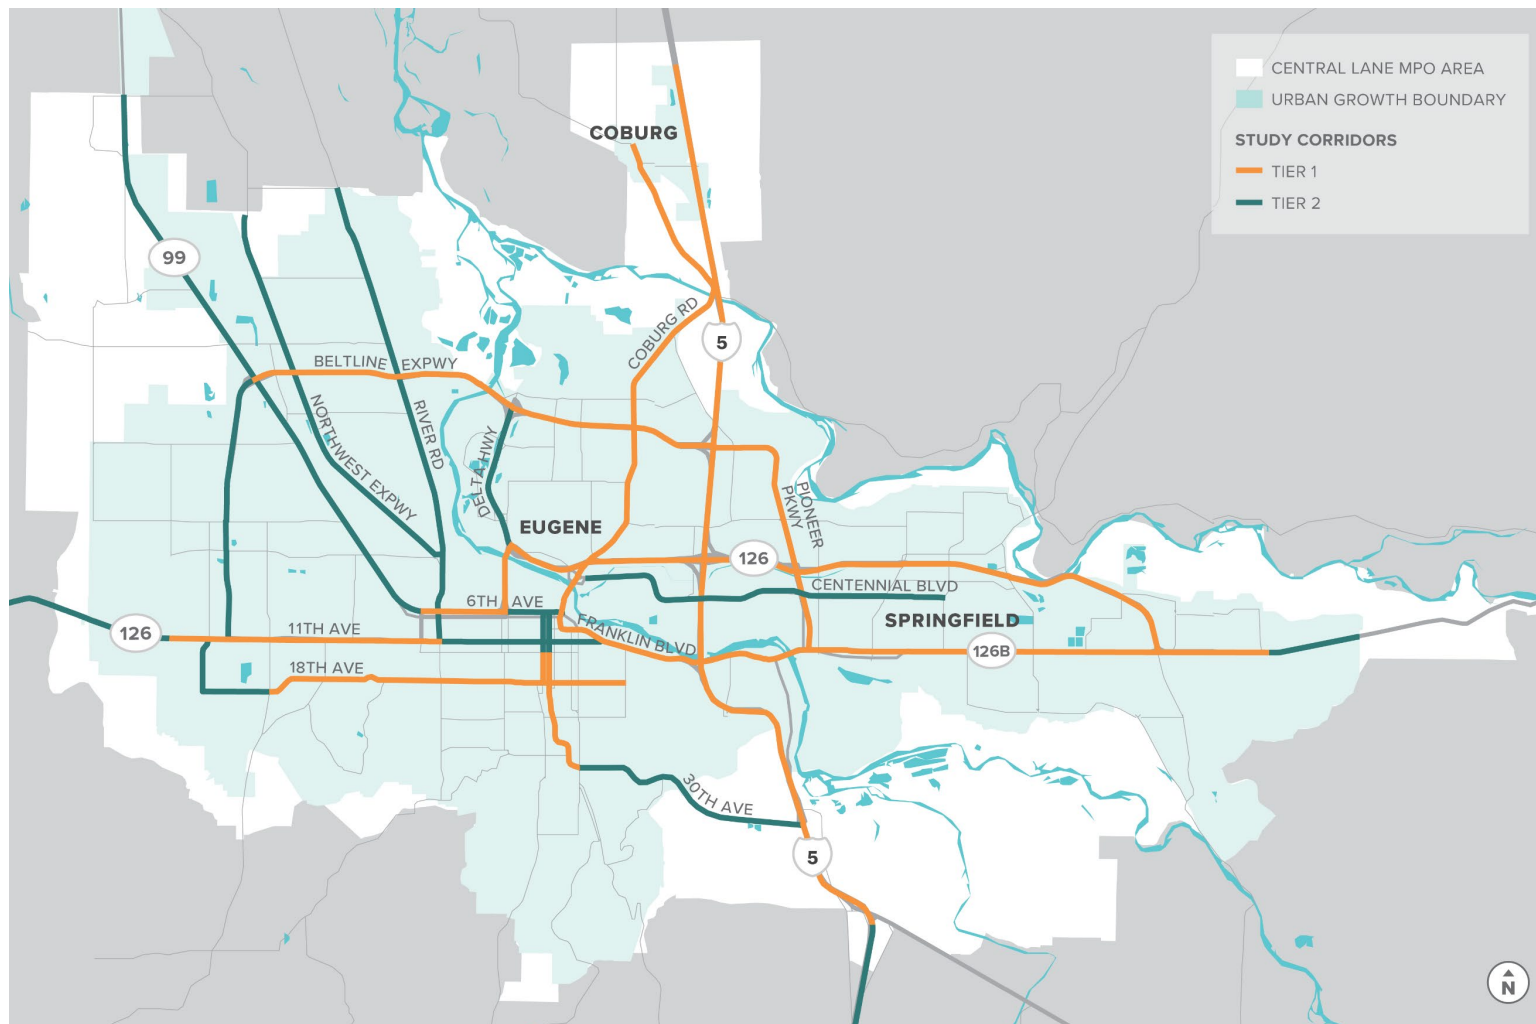 CENTRAL LANE MPO AREA
URBAN GROWTH BOUNDARY
STUDY CORRIDORS
TIER 1
TIER 2
COBURG
99
COBURG RD
5
BELTLINE EXPWY
NORTHWEST EXPWY
RIVER RD
DELTA HWY
PIONEER
PKWY
EUGENE
126
CENTENNIAL BLVD
6TH AVE
SPRINGFIELD
126
11TH AVE
FRANKLIN BLVD
126B
18TH AVE
30TH AVE
5
N